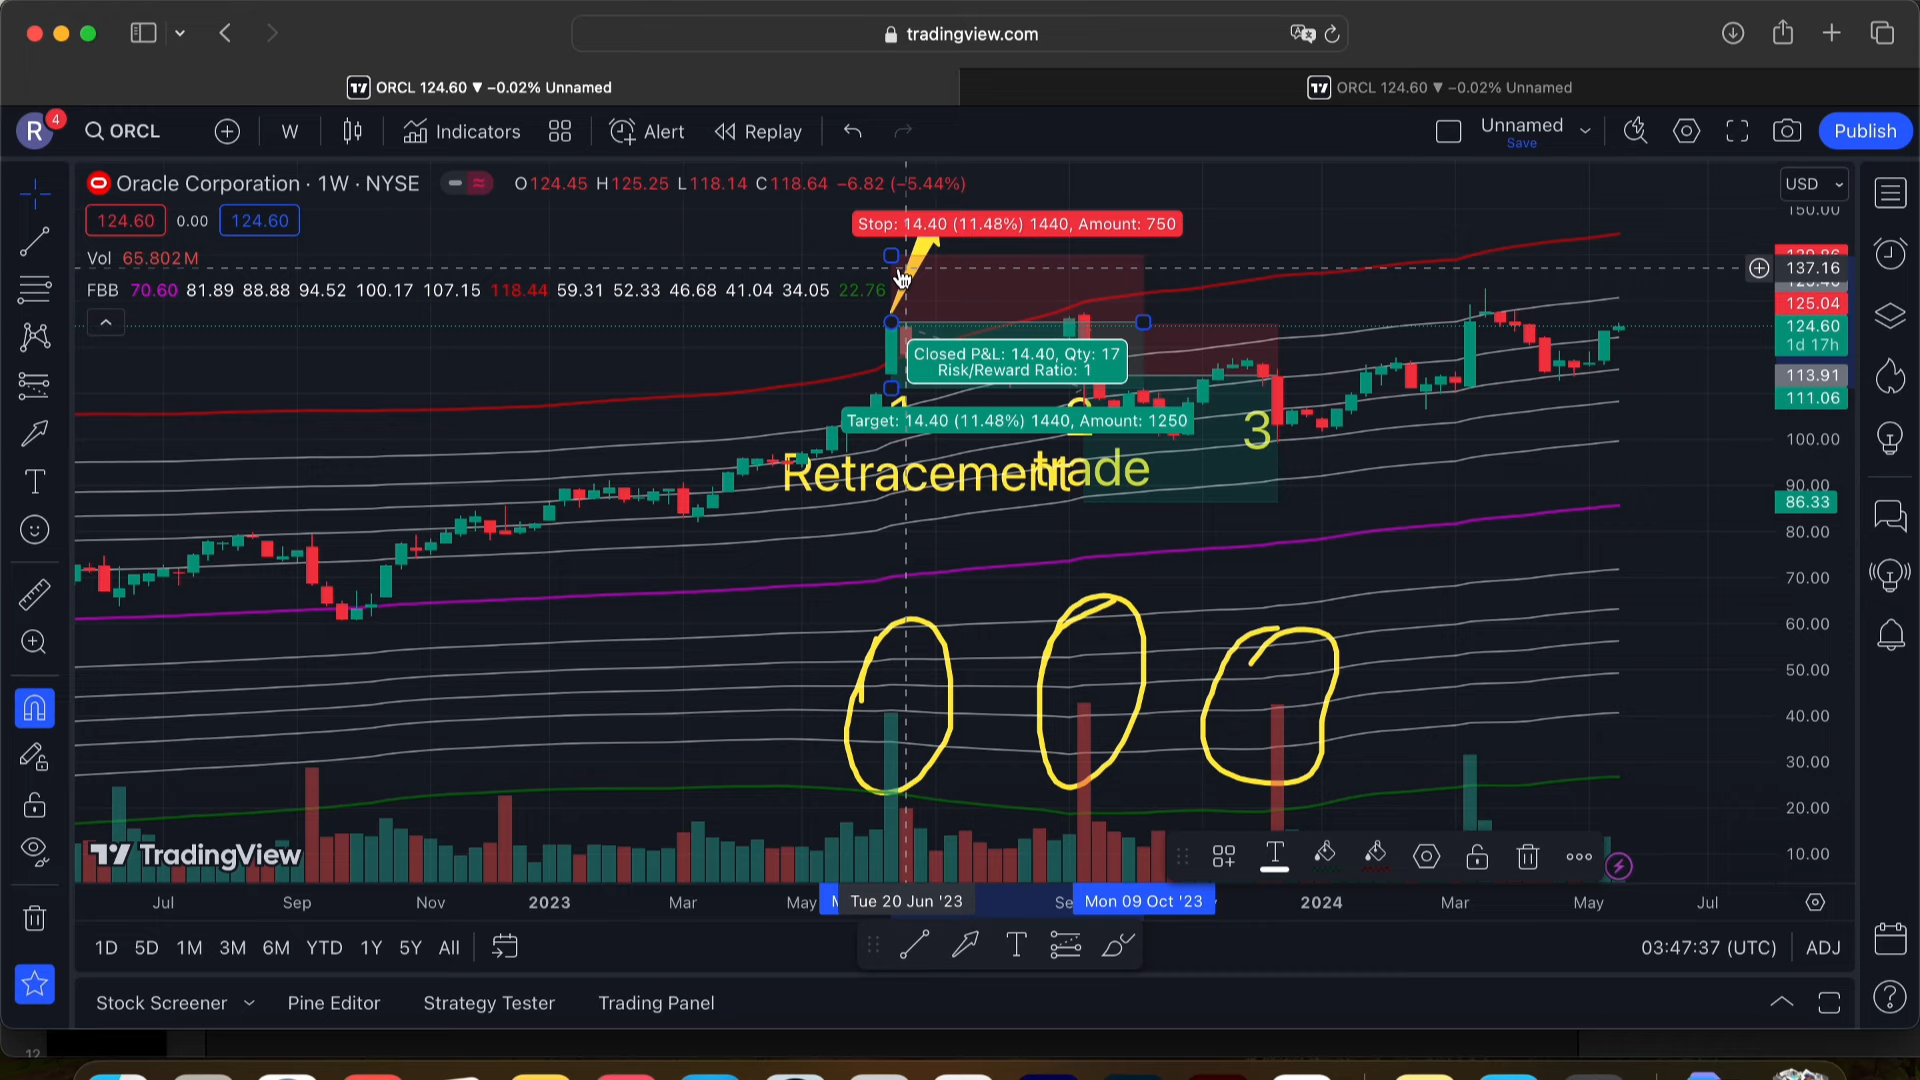 tradingview.com
ORCL 124.60 ▼ −0.02% Unnamed
ORCL 124.60 ▼ −0.02% Unnamed
R 4 ORCL W Indicators Alert Replay Unnamed Publish
Save
Oracle Corporation · 1W · NYSE O124.45 H125.25 L118.14 C118.64 −6.82 (−5.44%) USD
124.60 0.00 124.60
150.00
Stop: 14.40 (11.48%) 1440, Amount: 750
Vol 65.802M
137.16
FBB 70.60 81.89 88.88 94.52 100.17 107.15 118.44 59.31 52.33 46.68 41.04 34.05 22.76
125.04
124.60
1d 17h
Closed P&L: 14.40, Qty: 17
Risk/Reward Ratio: 1
113.91
111.06
Target: 14.40 (11.48%) 1440, Amount: 1250
3
100.00
Retracement trade
90.00
86.33
80.00
70.00
60.00
50.00
40.00
30.00
20.00
10.00
TradingView
Jul Sep Nov 2023 Mar May Tue 20 Jun '23 Se Mon 09 Oct '23 2024 Mar May Jul
1D 5D 1M 3M 6M YTD 1Y 5Y All 03:47:37 (UTC) ADJ
Stock Screener Pine Editor Strategy Tester Trading Panel